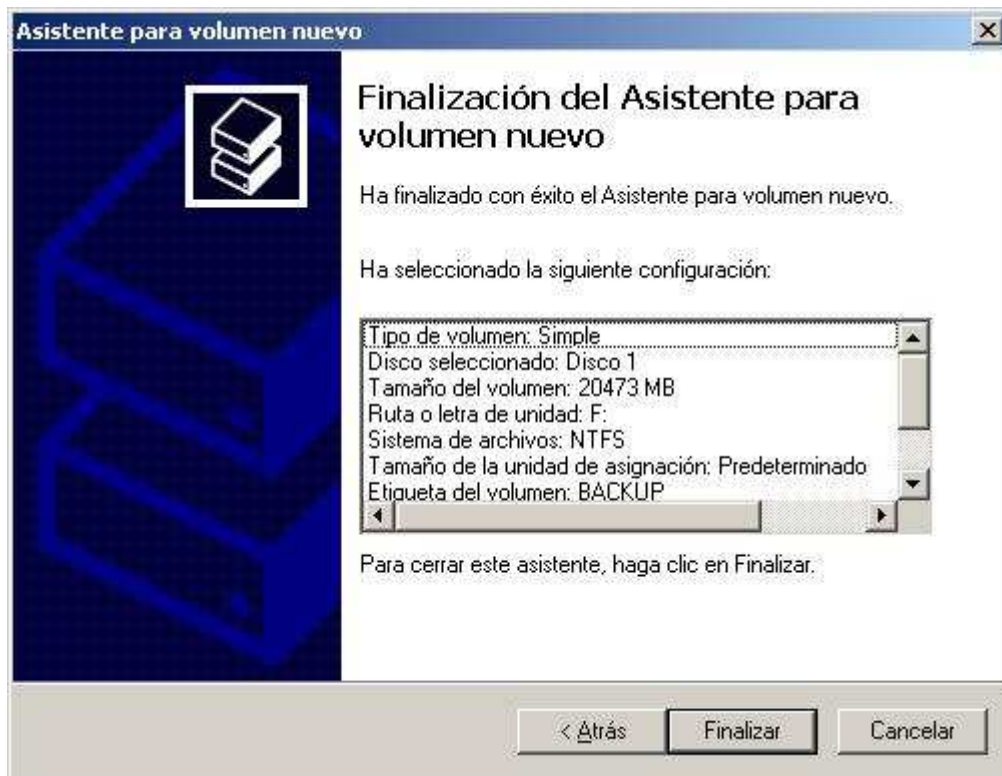 Asistente para volumen nuevo
Finalización del Asistente para
volumen nuevo
Ha finalizado con éxito el Asistente para volumen nuevo.
Ha seleccionado la siguiente configuración:
Tipo de volumen: Simple
Disco seleccionado: Disco 1
Tamaño del volumen: 20473 MB
Ruta o letra de unidad: F:
Sistema de archivos: NTFS
Tamaño de la unidad de asignación: Predeterminado
Etiqueta del volumen: BACKUP
Para cerrar este asistente, haga clic en Finalizar.
< Atrás
Finalizar
Cancelar